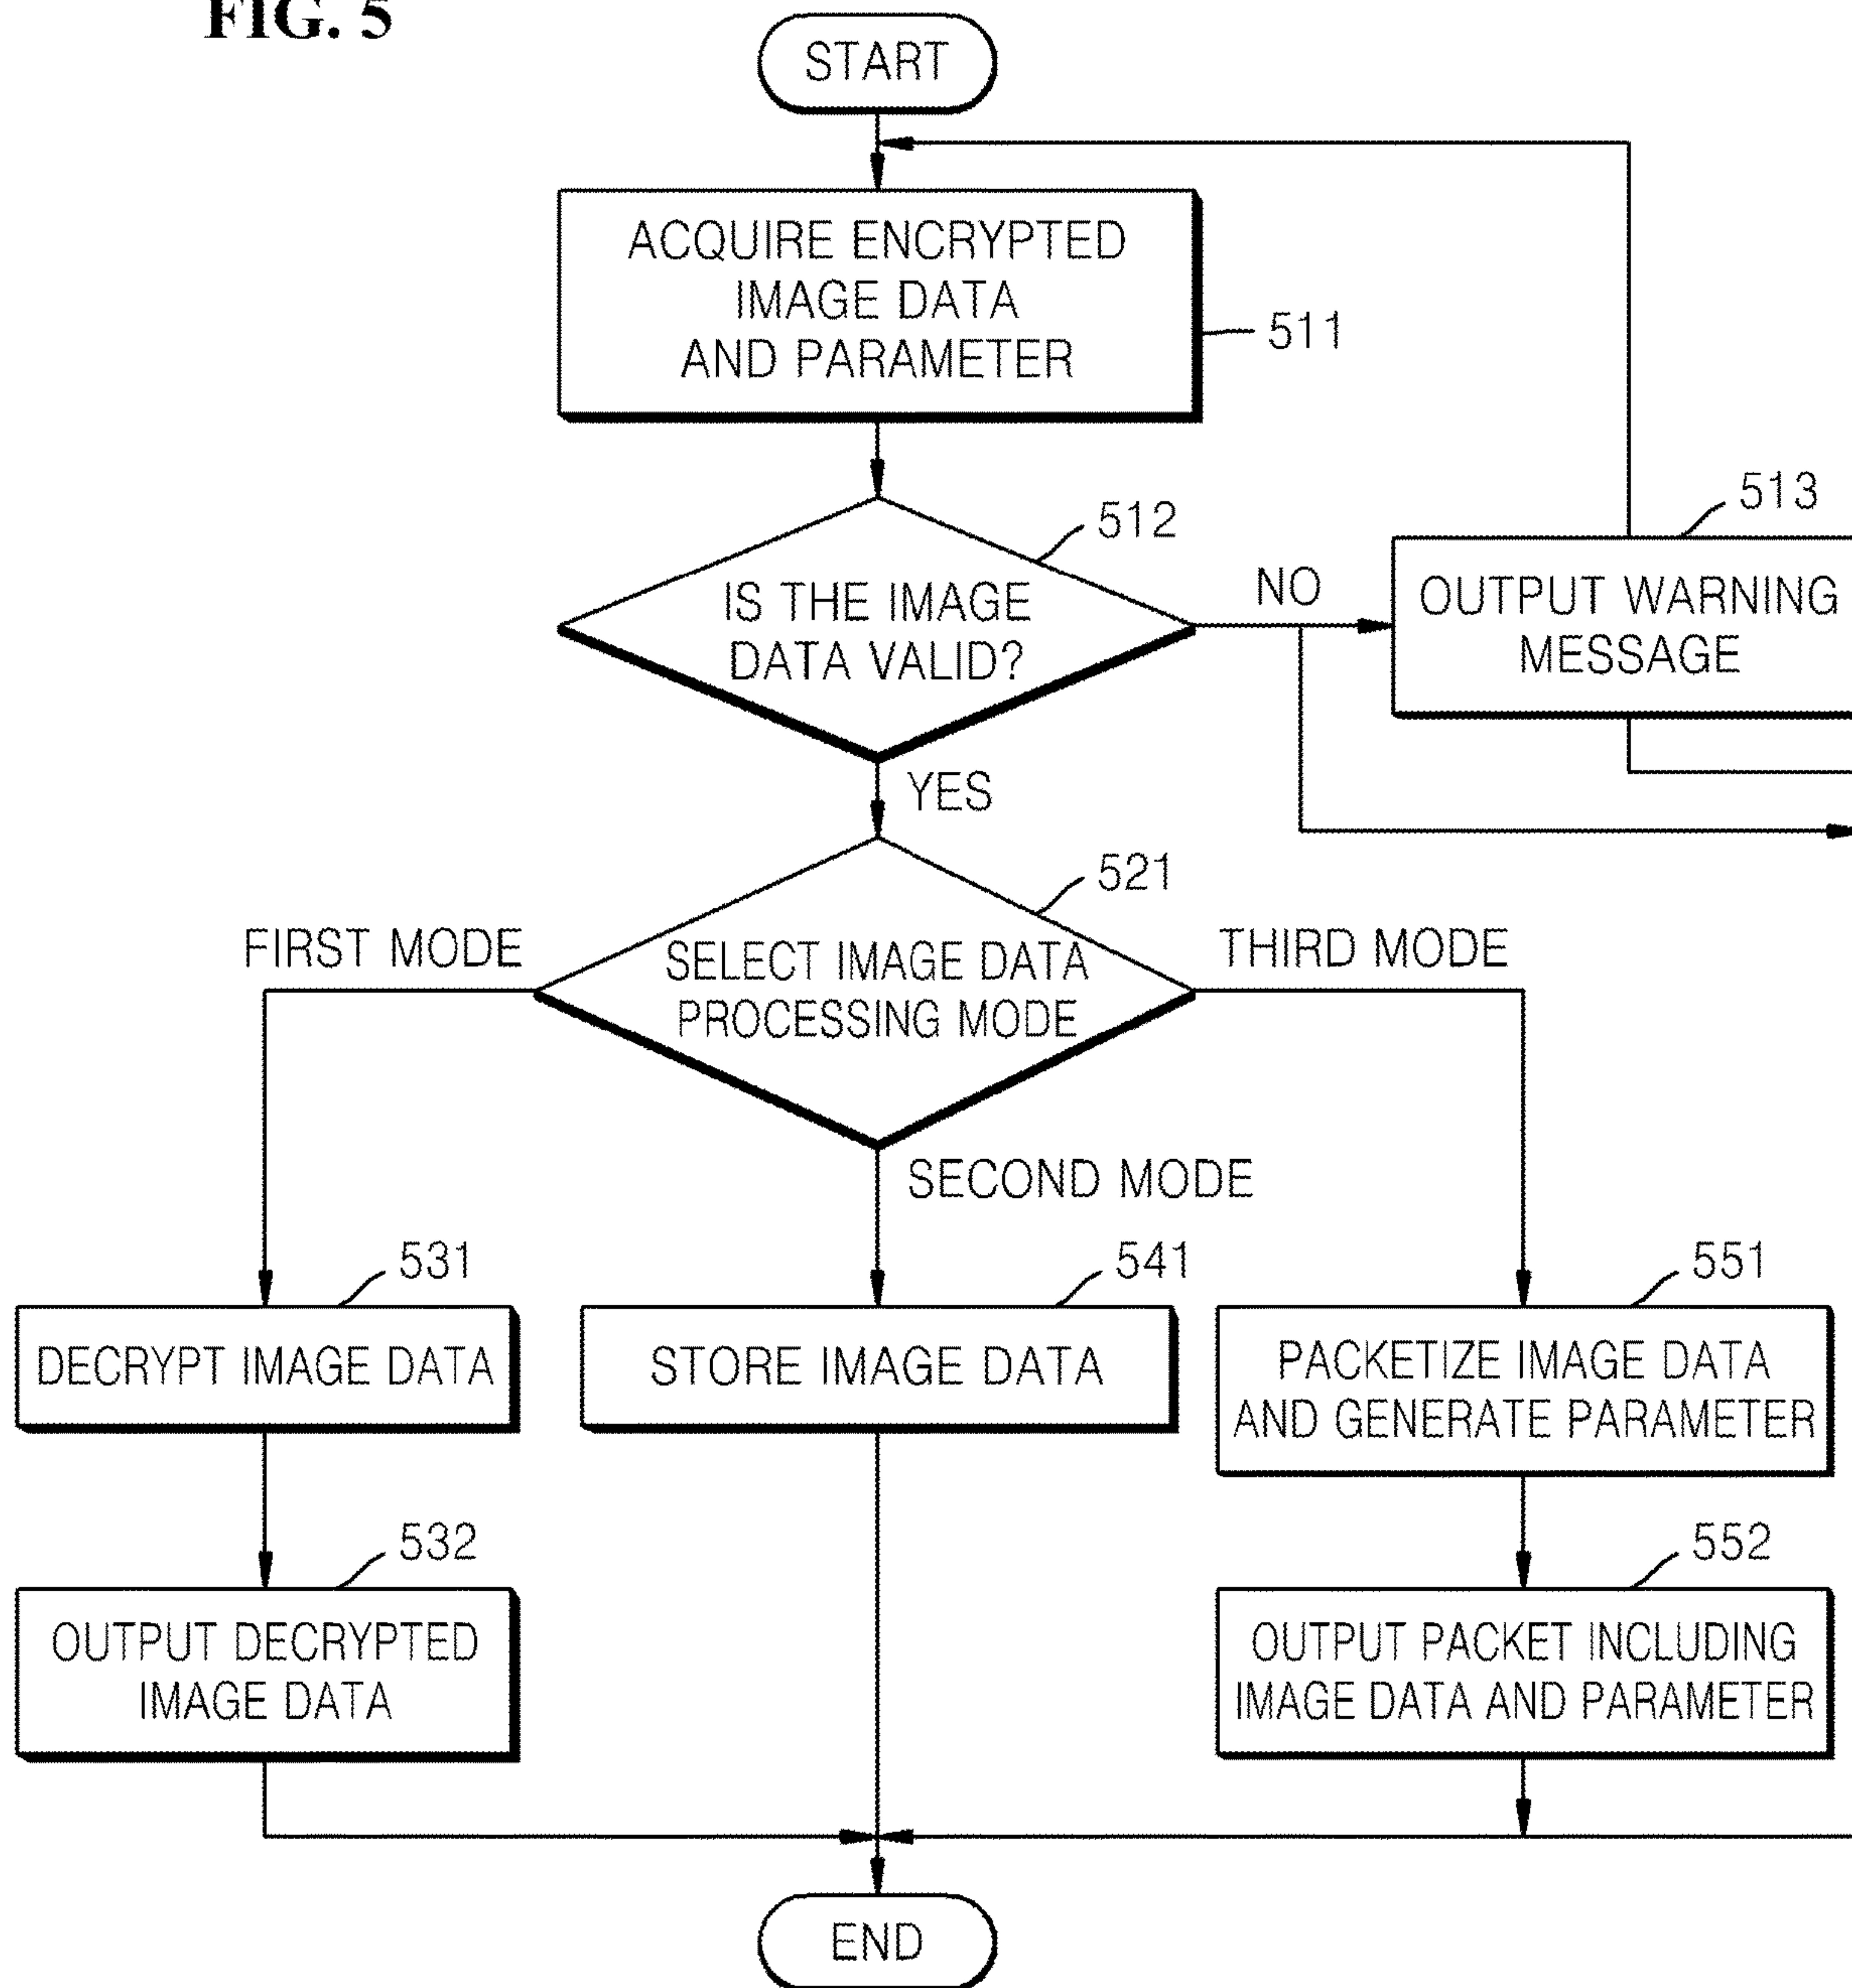 FIG. 5
START
ACQUIRE ENCRYPTED
IMAGE DATA
AND PARAMETER
511
512
IS THE IMAGE
DATA VALID?
NO
513
OUTPUT WARNING
MESSAGE
YES
521
FIRST MODE
SELECT IMAGE DATA
PROCESSING MODE
THIRD MODE
SECOND MODE
531
DECRYPT IMAGE DATA
541
STORE IMAGE DATA
551
PACKETIZE IMAGE DATA
AND GENERATE PARAMETER
532
OUTPUT DECRYPTED
IMAGE DATA
552
OUTPUT PACKET INCLUDING
IMAGE DATA AND PARAMETER
END